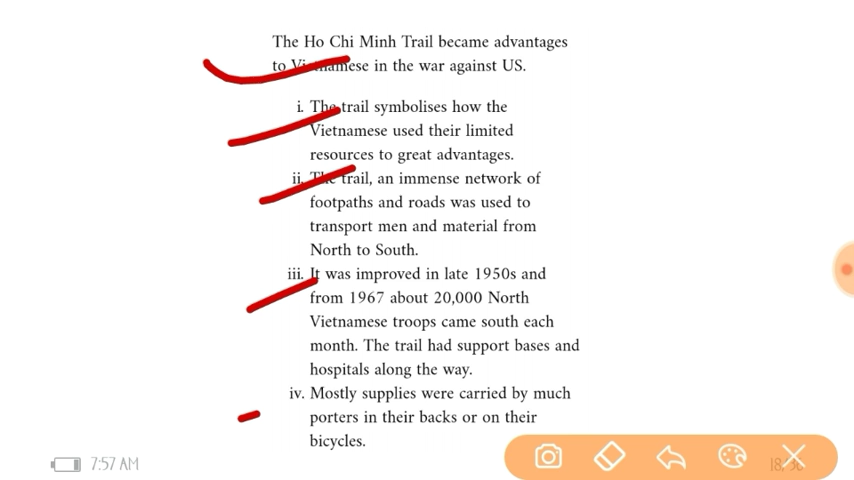 The Ho Chi Minh Trail became advantages
to Vietnamese in the war against US.
i. The trail symbolises how the
Vietnamese used their limited
resources to great advantages.
ii. The trail, an immense network of
footpaths and roads was used to
transport men and material from
North to South.
iii. It was improved in late 1950s and
from 1967 about 20,000 North
Vietnamese troops came south each
month. The trail had support bases and
hospitals along the way.
iv. Mostly supplies were carried by much
porters in their backs or on their
bicycles.
7:57 AM